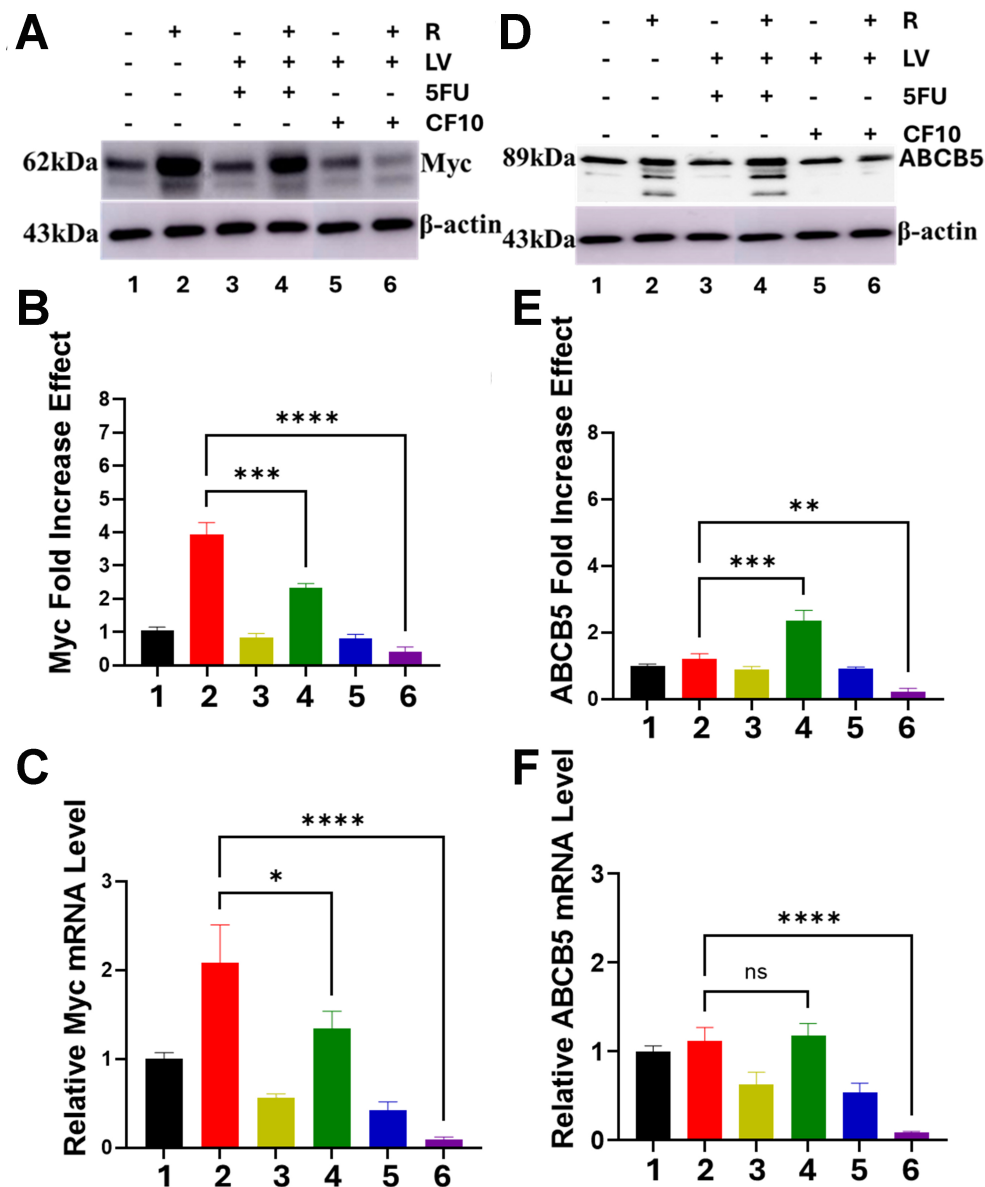 A
- + - + - + R
- - + + + + LV
- - + + - - 5FU
- - - - + + CF10
62kDa Myc
43kDa β-actin
1 2 3 4 5 6
B
Myc Fold Increase Effect
8
7
6
5
4
3
2
1
0
****
***
1 2 3 4 5 6
C
Relative Myc mRNA Level
3
2
1
0
****
*
1 2 3 4 5 6
D
- + - + - + R
- - + + + + LV
- - + + - - 5FU
- - - - + + CF10
89kDa ABCB5
43kDa β-actin
1 2 3 4 5 6
E
ABCB5 Fold Increase Effect
8
6
4
2
0
**
***
1 2 3 4 5 6
F
Relative ABCB5 mRNA Level
3
2
1
0
****
ns
1 2 3 4 5 6